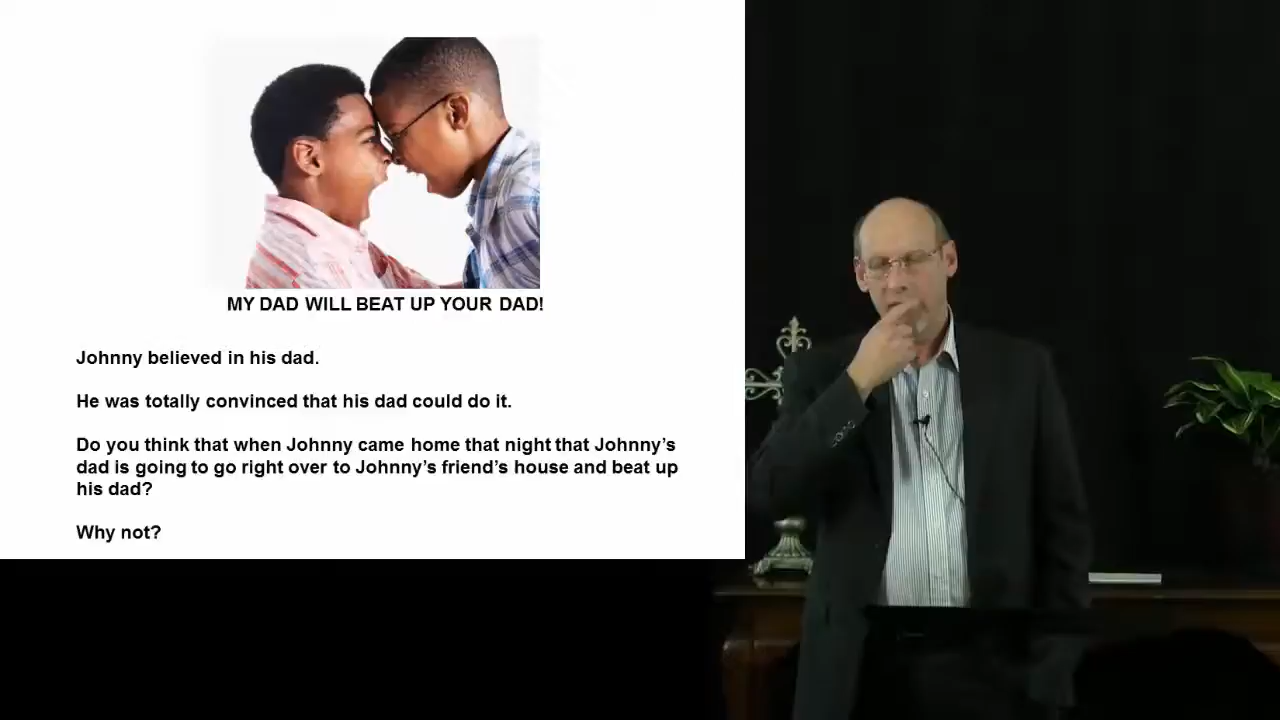 MY DAD WILL BEAT UP YOUR DAD!
Johnny believed in his dad.
He was totally convinced that his dad could do it.
Do you think that when Johnny came home that night that Johnny’s
dad is going to go right over to Johnny’s friend’s house and beat up
his dad?
Why not?